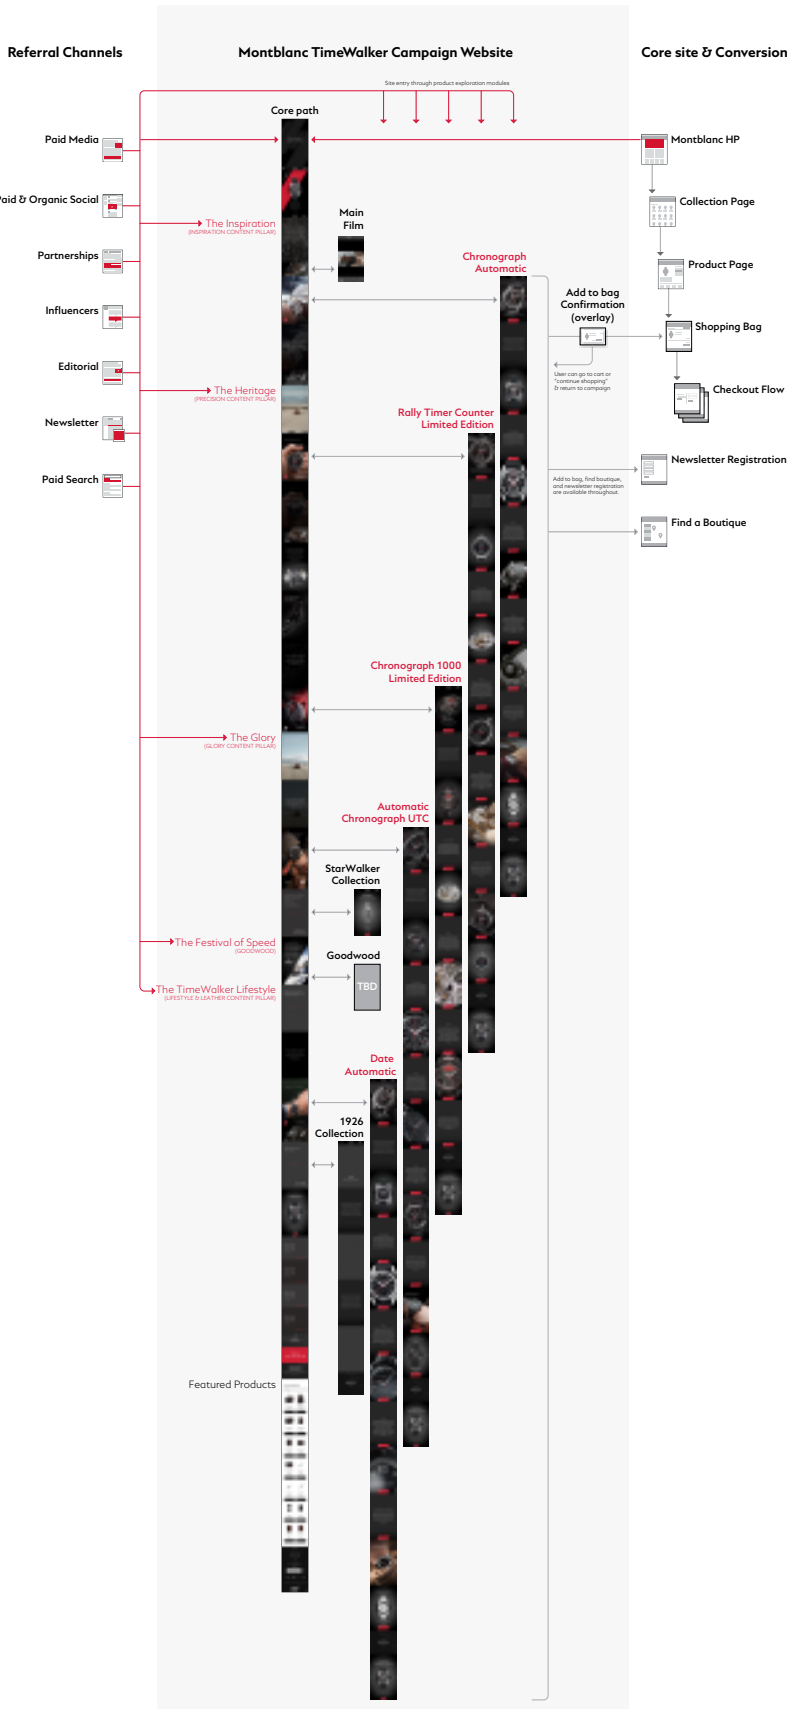 Referral Channels
Montblanc TimeWalker Campaign Website
Core site & Conversion
Site entry through product exploration modules
Core path
Paid Media
Paid & Organic Social
Partnerships
Influencers
Editorial
Newsletter
Paid Search
The Inspiration
(INSPIRATION CONTENT PILLAR)
Main
Film
Chronograph
Automatic
The Heritage
(PRECISION CONTENT PILLAR)
Rally Timer Counter
Limited Edition
Chronograph 1000
Limited Edition
The Glory
(GLORY CONTENT PILLAR)
Automatic
Chronograph UTC
StarWalker
Collection
The Festival of Speed
(GOODWOOD)
Goodwood
TBD
The TimeWalker Lifestyle
(LIFESTYLE & LEATHER CONTENT PILLAR)
Date
Automatic
1926
Collection
Featured Products
Add to bag
Confirmation
(overlay)
User can go to cart or
"continue shopping"
& return to campaign
Add to bag, find boutique,
and newsletter registration
are available throughout.
Montblanc HP
Collection Page
Product Page
Shopping Bag
Checkout Flow
Newsletter Registration
Find a Boutique